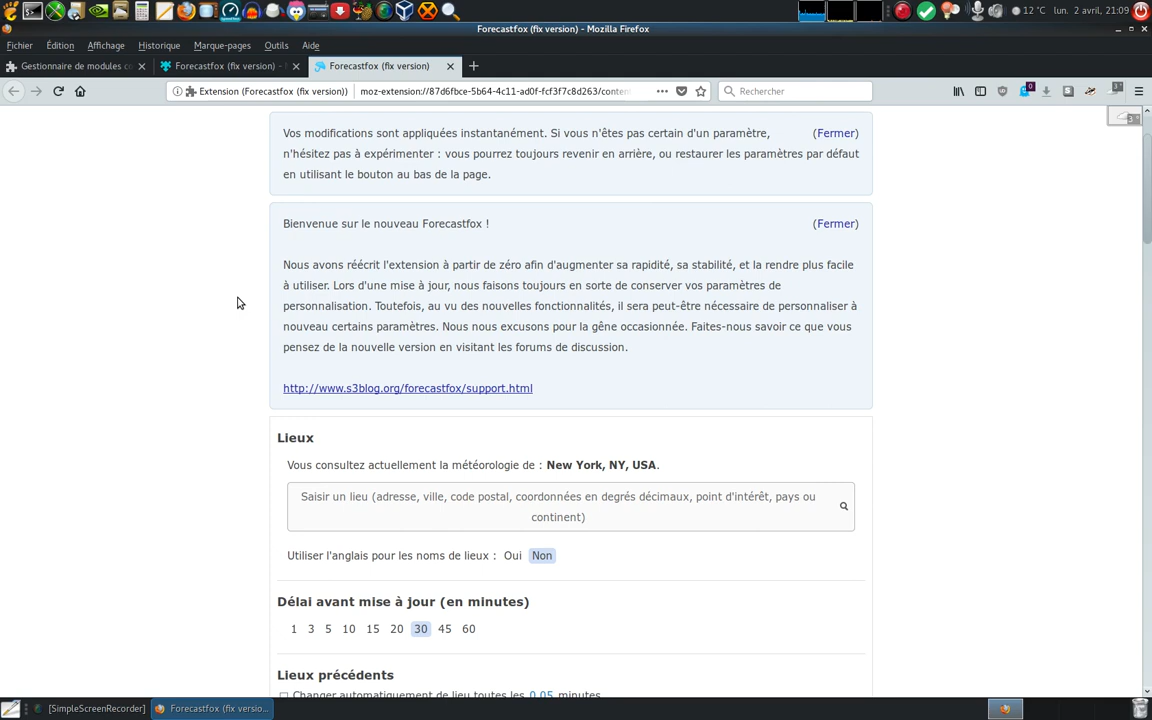 12 °C lun. 2 avril, 21:09
Forecastfox (fix version) - Mozilla Firefox
Fichier Édition Affichage Historique Marque-pages Outils Aide
Gestionnaire de modules co Forecastfox (fix version) - Forecastfox (fix version)
Extension (Forecastfox (fix version)) moz-extension://87d6fbce-5b64-4c11-ad0f-fcf3f7c8d263/conten Rechercher
Vos modifications sont appliquées instantanément. Si vous n'êtes pas certain d'un paramètre, (Fermer)
n'hésitez pas à expérimenter : vous pourrez toujours revenir en arrière, ou restaurer les paramètres par défaut
en utilisant le bouton au bas de la page.
Bienvenue sur le nouveau Forecastfox ! (Fermer)
Nous avons réécrit l'extension à partir de zéro afin d'augmenter sa rapidité, sa stabilité, et la rendre plus facile
à utiliser. Lors d'une mise à jour, nous faisons toujours en sorte de conserver vos paramètres de
personnalisation. Toutefois, au vu des nouvelles fonctionnalités, il sera peut-être nécessaire de personnaliser à
nouveau certains paramètres. Nous nous excusons pour la gêne occasionnée. Faites-nous savoir ce que vous
pensez de la nouvelle version en visitant les forums de discussion.
http://www.s3blog.org/forecastfox/support.html
Lieux
Vous consultez actuellement la météorologie de : New York, NY, USA.
Saisir un lieu (adresse, ville, code postal, coordonnées en degrés décimaux, point d'intérêt, pays ou
continent)
Utiliser l'anglais pour les noms de lieux : Oui Non
Délai avant mise à jour (en minutes)
1 3 5 10 15 20 30 45 60
Lieux précédents
Changer automatiquement de lieu toutes les 0.05 minutes
[SimpleScreenRecorder] Forecastfox (fix versio...